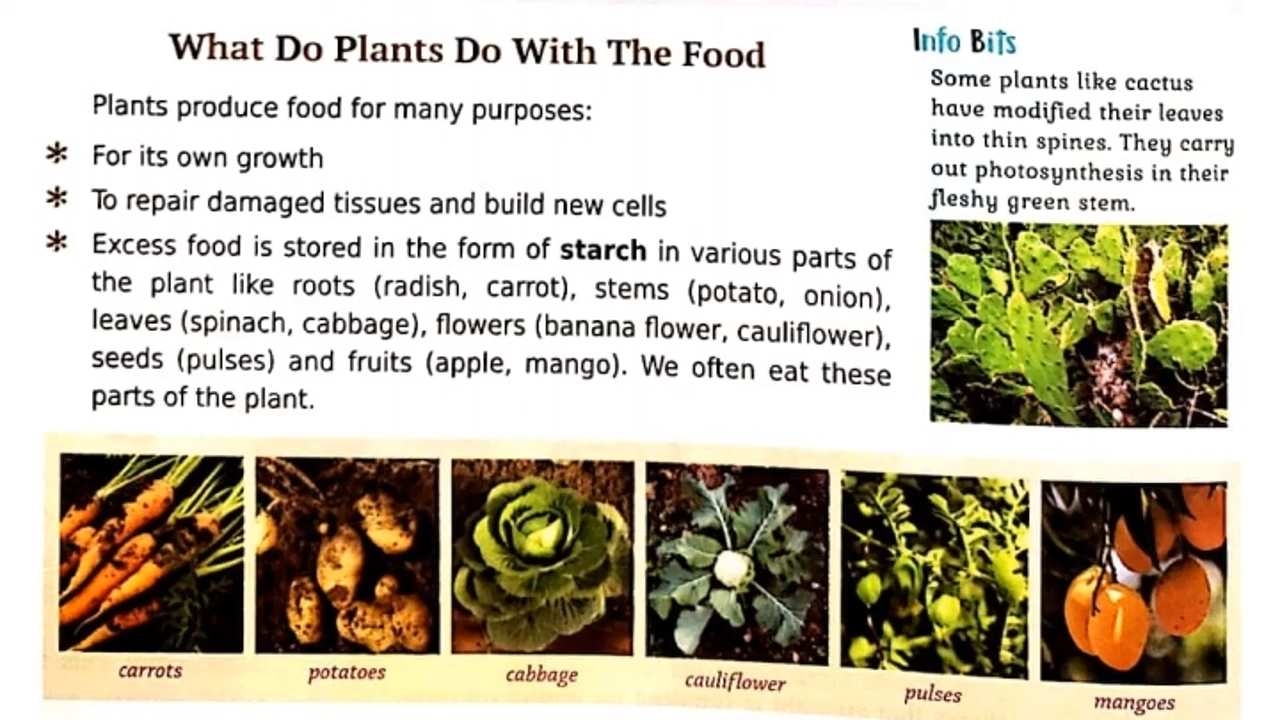 What Do Plants Do With The Food
Plants produce food for many purposes:
* For its own growth
* To repair damaged tissues and build new cells
* Excess food is stored in the form of starch in various parts of
the plant like roots (radish, carrot), stems (potato, onion),
leaves (spinach, cabbage), flowers (banana flower, cauliflower),
seeds (pulses) and fruits (apple, mango). We often eat these
parts of the plant.
Info Bits
Some plants like cactus
have modified their leaves
into thin spines. They carry
out photosynthesis in their
fleshy green stem.
carrots
potatoes
cabbage
cauliflower
pulses
mangoes